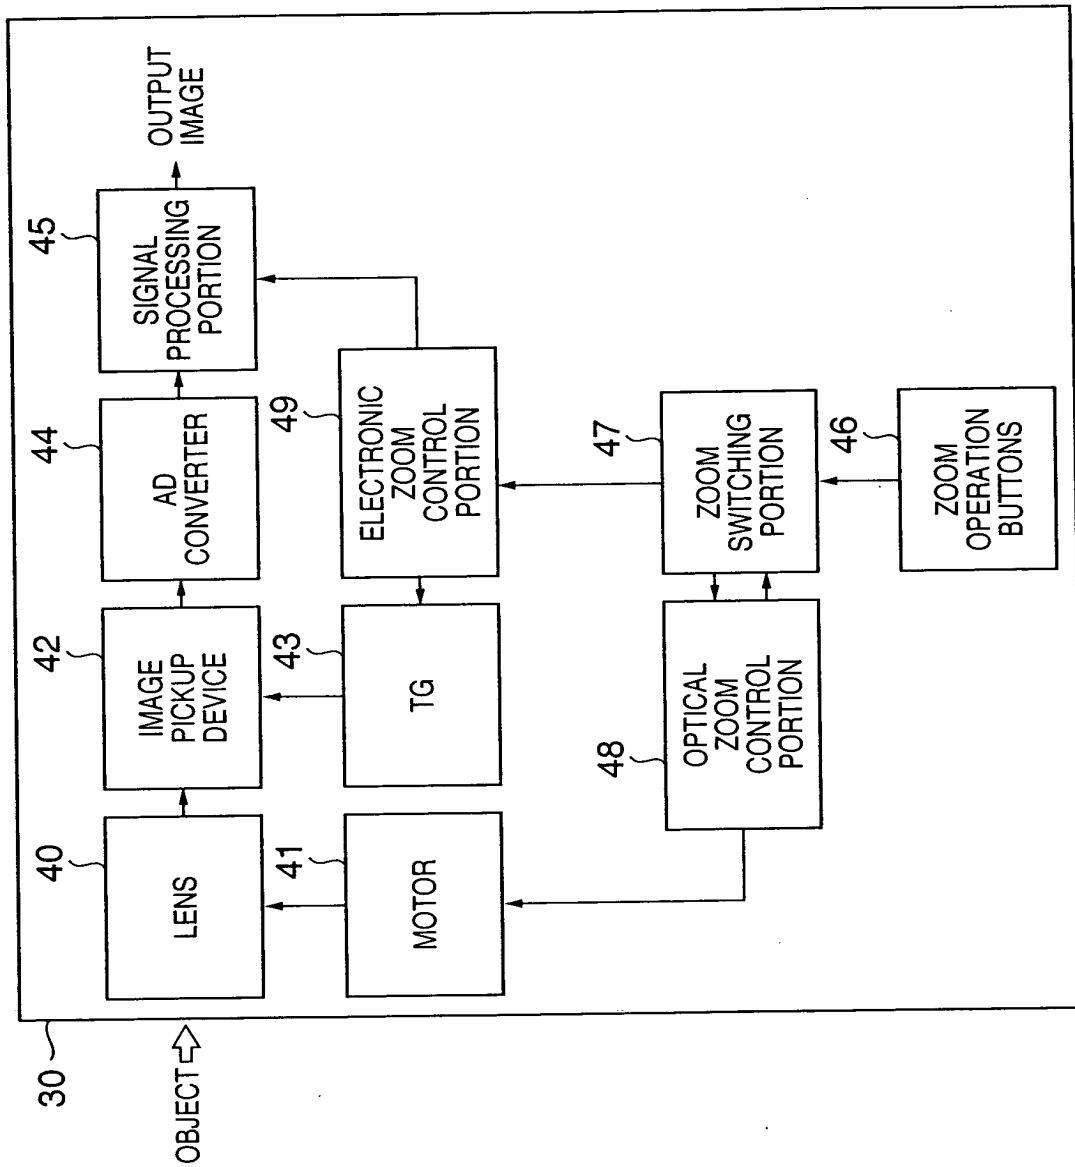 30
OBJECT
40
LENS
42
IMAGE
PICKUP
DEVICE
44
AD
CONVERTER
45
SIGNAL
PROCESSING
PORTION
OUTPUT
IMAGE
41
MOTOR
43
TG
49
ELECTRONIC
ZOOM
CONTROL
PORTION
48
OPTICAL
ZOOM
CONTROL
PORTION
47
ZOOM
SWITCHING
PORTION
46
ZOOM
OPERATION
BUTTONS